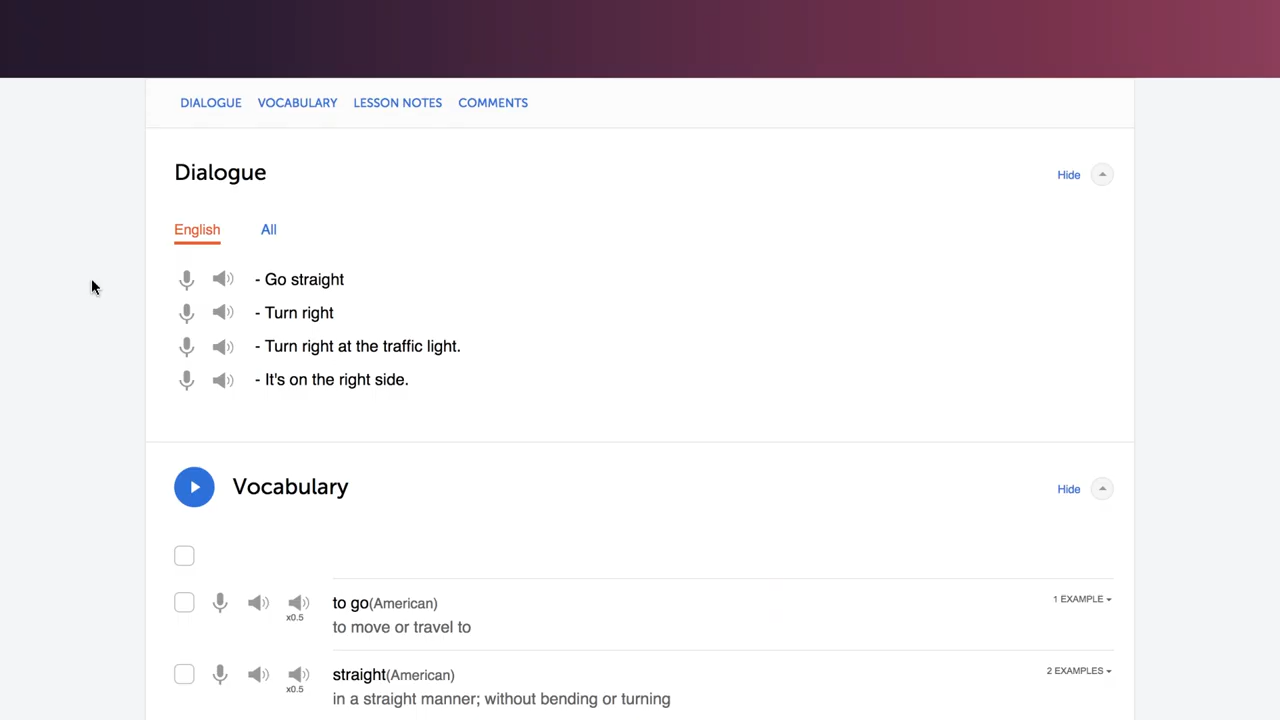 DIALOGUE VOCABULARY LESSON NOTES COMMENTS
Dialogue
Hide
English All
- Go straight
- Turn right
- Turn right at the traffic light.
- It's on the right side.
Vocabulary
Hide
to go(American)
1 EXAMPLE
x0.5
to move or travel to
straight(American)
2 EXAMPLES
x0.5
in a straight manner; without bending or turning